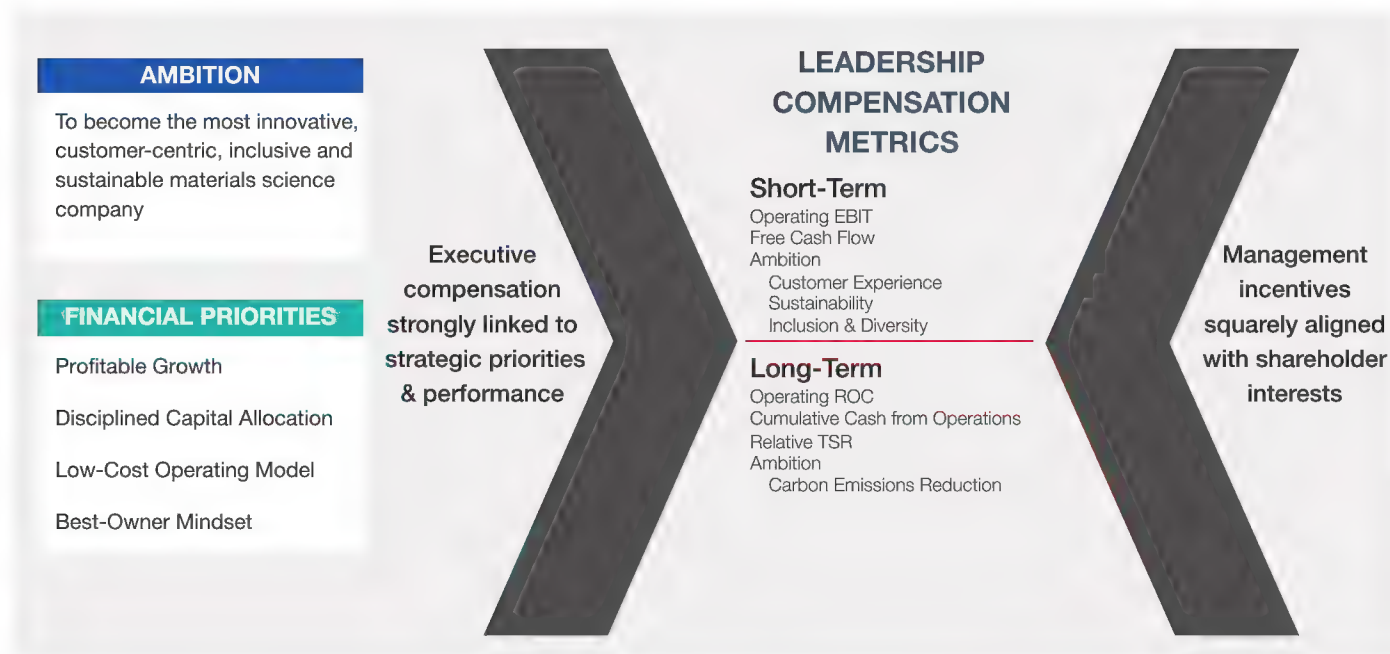 AMBITION
To become the most innovative,
customer-centric, inclusive and
sustainable materials science
company
FINANCIAL PRIORITIES
Profitable Growth
Disciplined Capital Allocation
Low-Cost Operating Model
Best-Owner Mindset
Executive
compensation
strongly linked to
strategic priorities
& performance
LEADERSHIP
COMPENSATION
METRICS
Short-Term
Operating EBIT
Free Cash Flow
Ambition
Customer Experience
Sustainability
Inclusion & Diversity
Long-Term
Operating ROC
Cumulative Cash from Operations
Relative TSR
Ambition
Carbon Emissions Reduction
Management
incentives
squarely aligned
with shareholder
interests